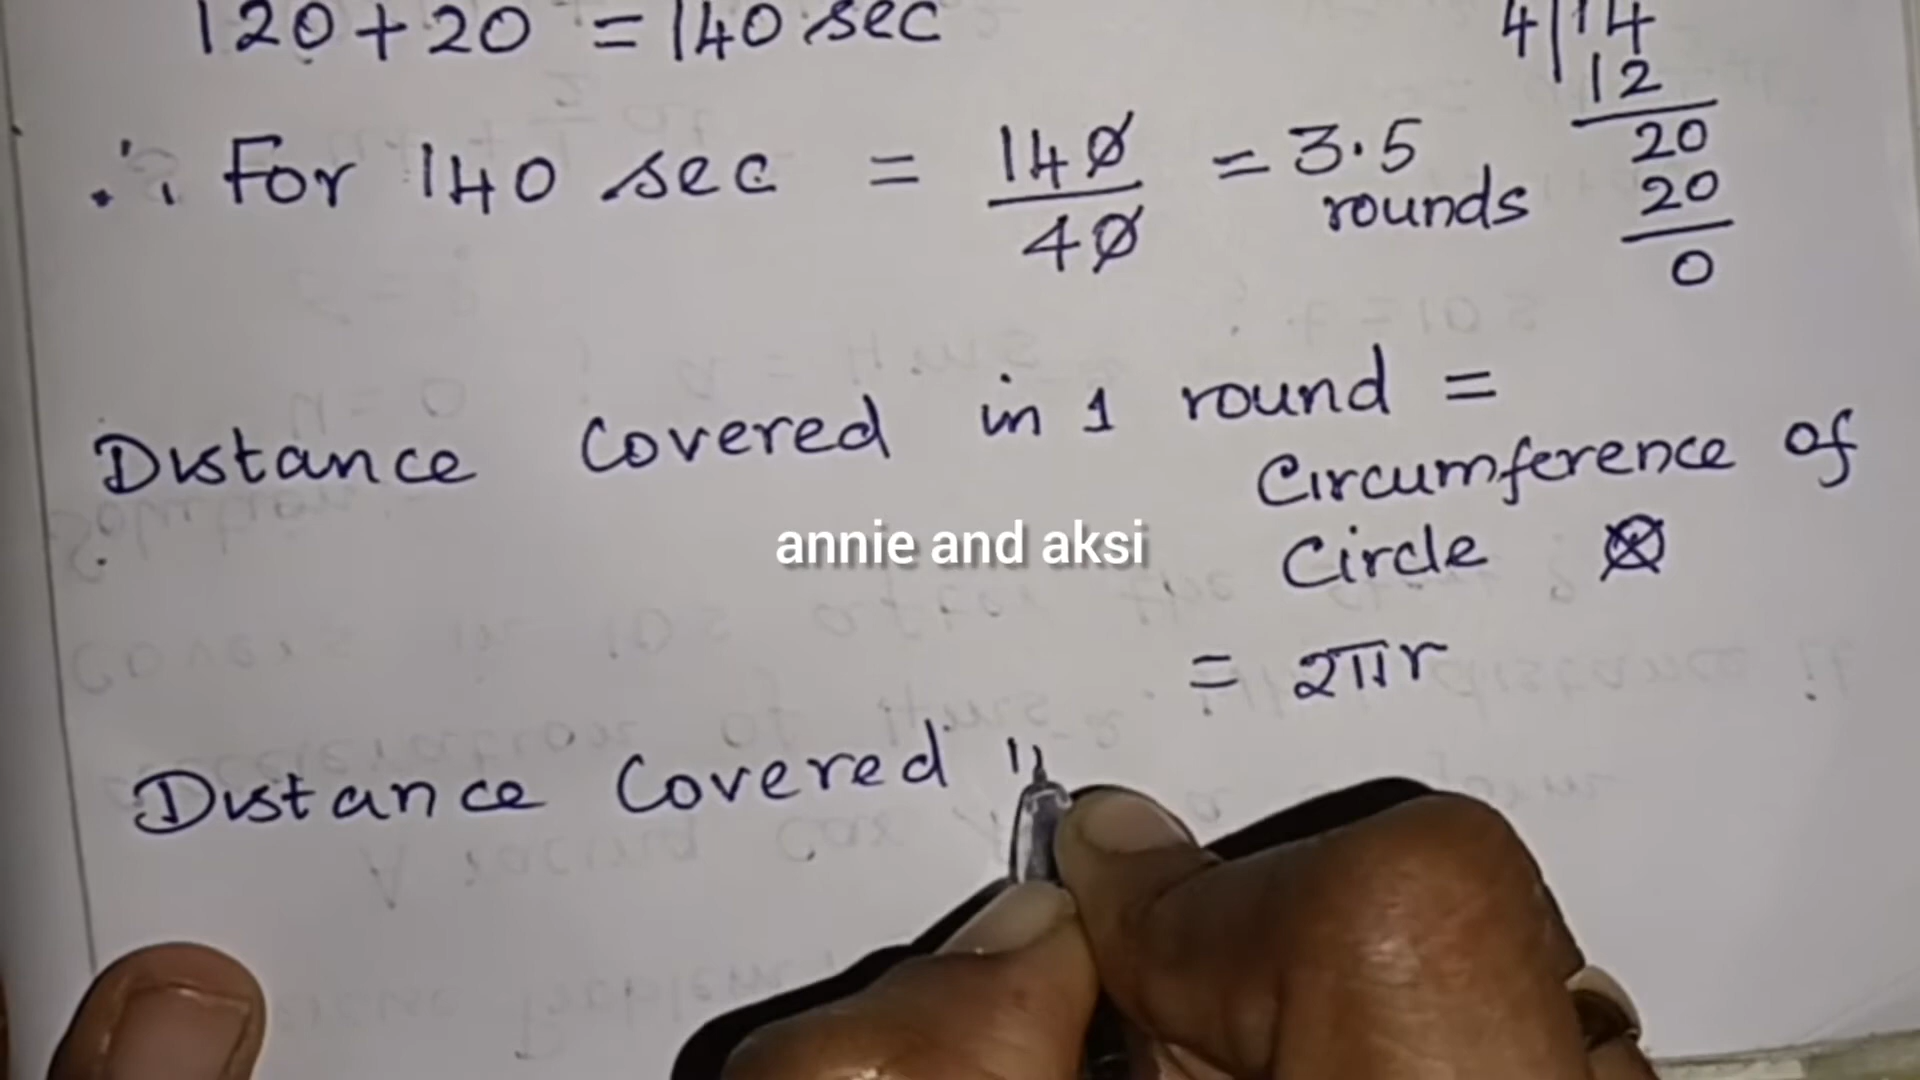 120 + 20 = 140 sec
∴ For 140 sec = 140/40 = 3.5 rounds
4|14
12
20
20
0
Distance Covered in 1 round =
Circumference of
Circle
= 2πr
annie and aksi
Distance Covered